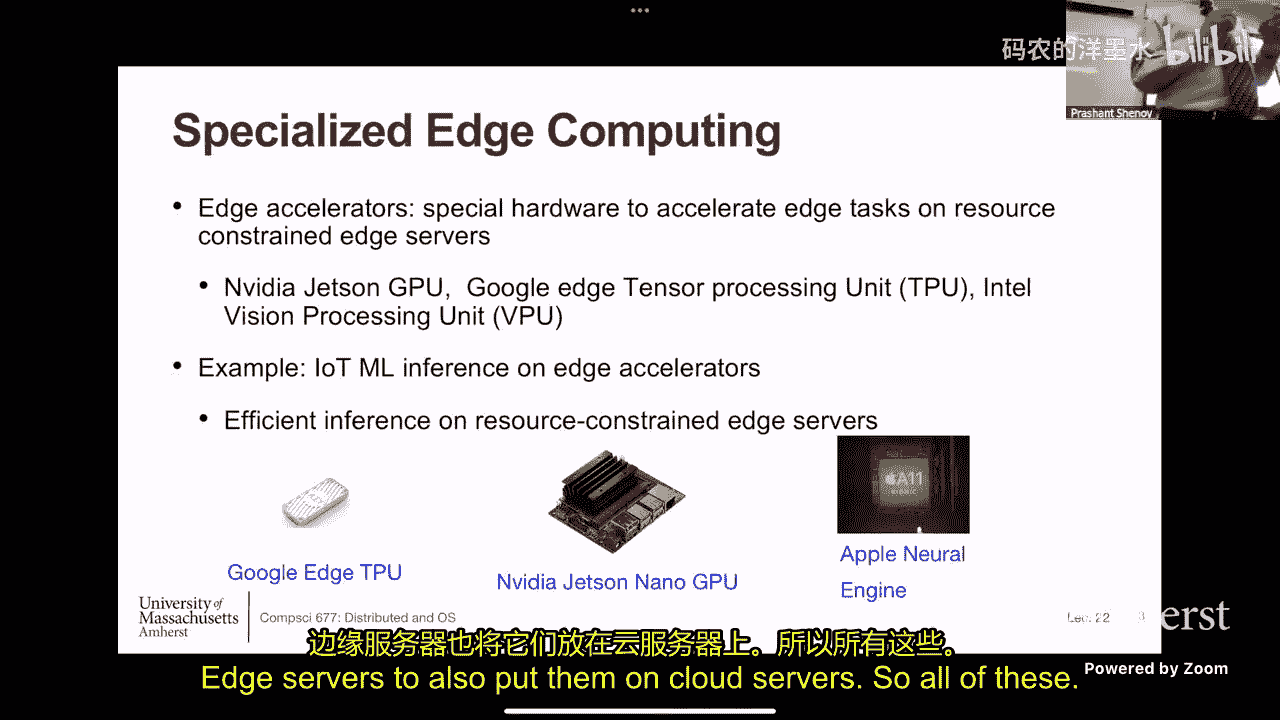 码农的洋墨水 bilibili
Prashant Shenoy
Specialized Edge Computing
• Edge accelerators: special hardware to accelerate edge tasks on resource
constrained edge servers
• Nvidia Jetson GPU, Google edge Tensor processing Unit (TPU), Intel
Vision Processing Unit (VPU)
• Example: IoT ML inference on edge accelerators
• Efficient inference on resource-constrained edge servers
A11
Google Edge TPU
Nvidia Jetson Nano GPU
Apple Neural
Engine
University of
Massachusetts
Amherst
Compsci 677: Distributed and OS
Lec. 22
erst
边缘服务器也将它们放在云服务器上。所以所有这些。
Edge servers to also put them on cloud servers. So all of these.
Powered by Zoom